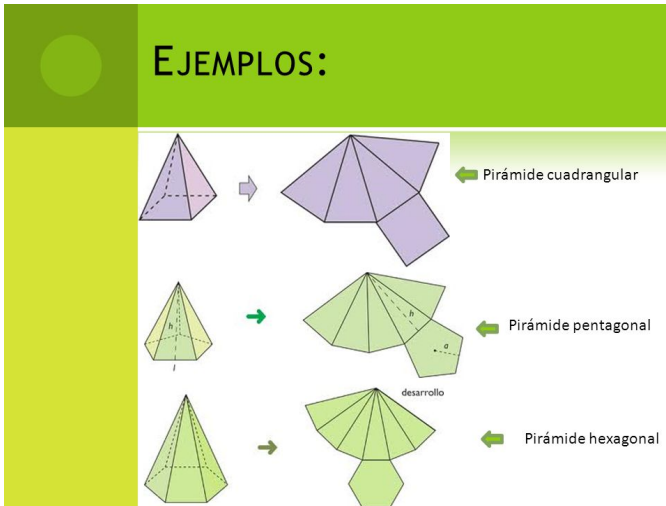 EJEMPLOS:
Pirámide cuadrangular
h
l
h
a
Pirámide pentagonal
desarrollo
Pirámide hexagonal